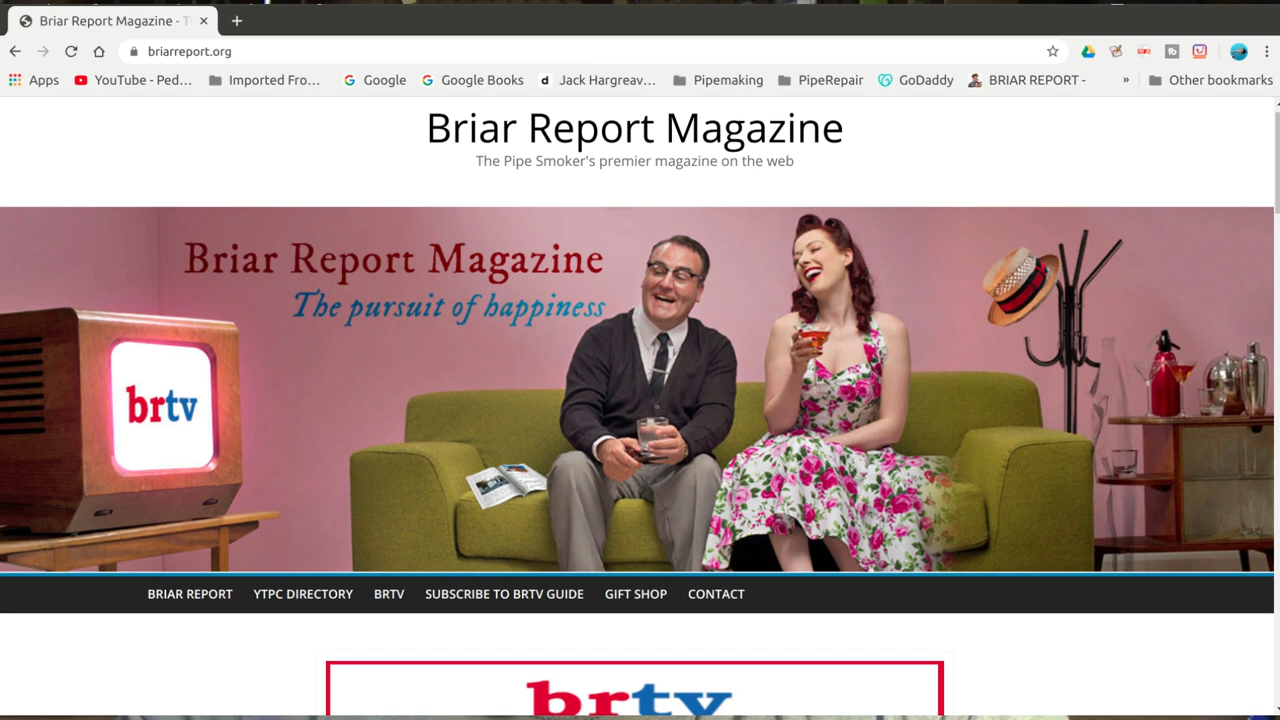 Briar Report Magazine - T
briarreport.org
Apps YouTube - Ped... Imported Fro... Google Google Books d Jack Hargreav... Pipemaking PipeRepair GoDaddy BRIAR REPORT - » Other bookmarks
Briar Report Magazine
The Pipe Smoker's premier magazine on the web
Briar Report Magazine
The pursuit of happiness
brtv
BRIAR REPORT YTPC DIRECTORY BRTV SUBSCRIBE TO BRTV GUIDE GIFT SHOP CONTACT
brtv